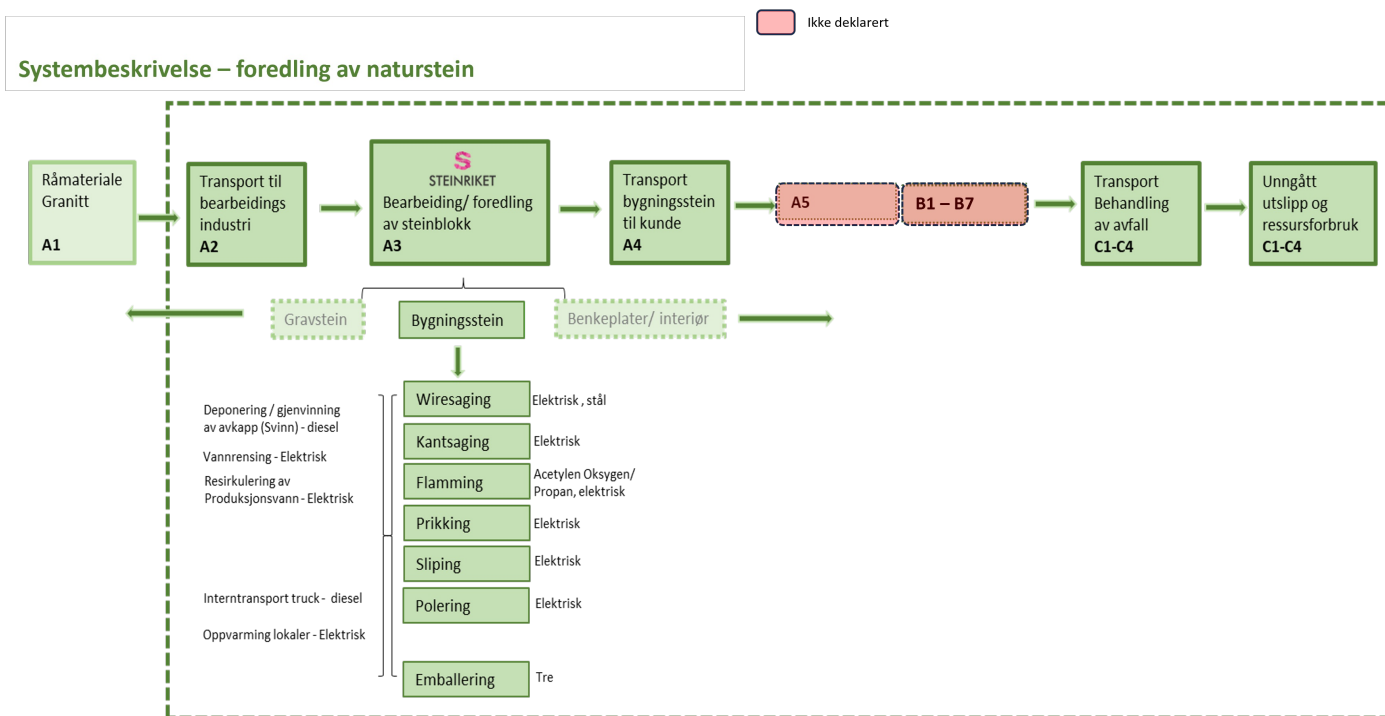 Ikke deklarert
Systembeskrivelse – foredling av naturstein
Råmateriale
Granitt
A1
Transport til
bearbeidings
industri
A2
STEINRIKET
Bearbeiding/ foredling
av steinblokk
A3
Transport
bygningsstein
til kunde
A4
A5
B1 – B7
Transport
Behandling
av avfall
C1-C4
Unngått
utslipp og
ressursforbruk
C1-C4
Gravstein
Bygningsstein
Benkeplater/ interiør
Deponering / gjenvinning
av avkapp (Svinn) - diesel
Vannrensing - Elektrisk
Resirkulering av
Produksjonsvann - Elektrisk
Interntransport truck - diesel
Oppvarming lokaler - Elektrisk
Wiresaging
Elektrisk , stål
Kantsaging
Elektrisk
Flamming
Acetylen Oksygen/
Propan, elektrisk
Prikking
Elektrisk
Sliping
Elektrisk
Polering
Elektrisk
Emballering
Tre